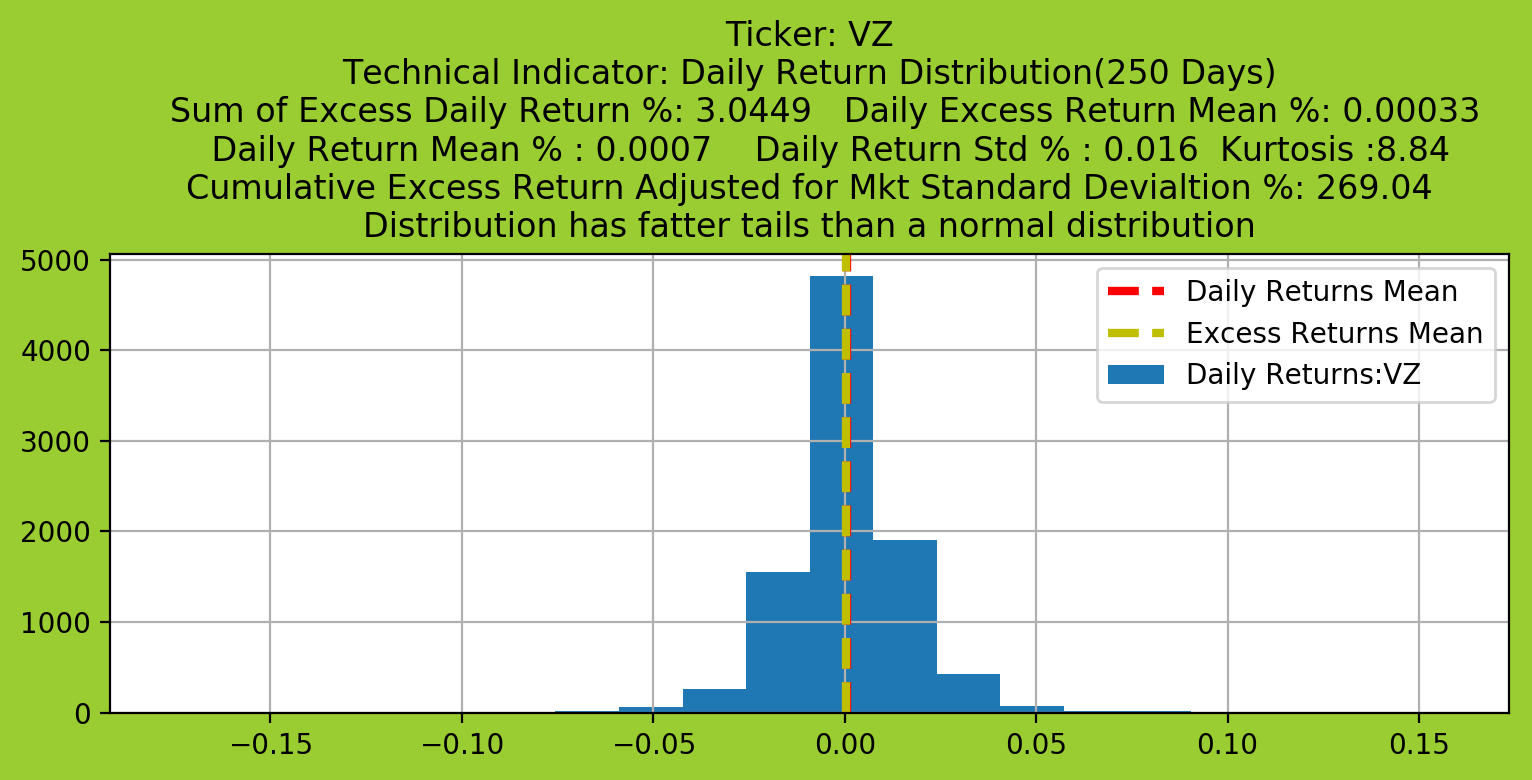 Ticker: VZ
Technical Indicator: Daily Return Distribution(250 Days)
Sum of Excess Daily Return %: 3.0449   Daily Excess Return Mean %: 0.00033
Daily Return Mean % : 0.0007    Daily Return Std % : 0.016  Kurtosis :8.84
Cumulative Excess Return Adjusted for Mkt Standard Devialtion %: 269.04
Distribution has fatter tails than a normal distribution
5000
4000
3000
2000
1000
0
Daily Returns Mean
Excess Returns Mean
Daily Returns:VZ
−0.15 −0.10 −0.05 0.00 0.05 0.10 0.15